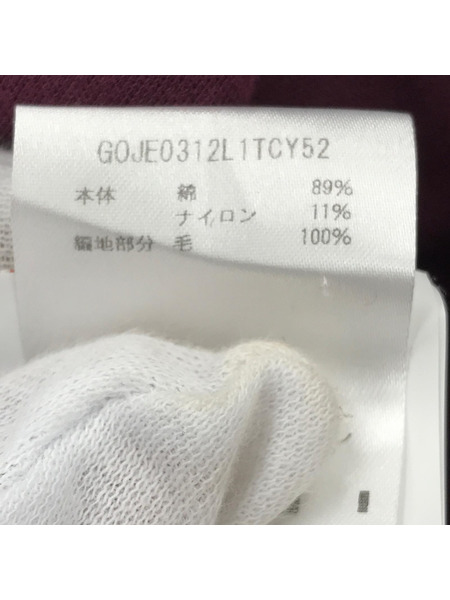 GOJE0312L1TCY52
本体 綿 89%
ナイロン 11%
編地部分 毛 100%